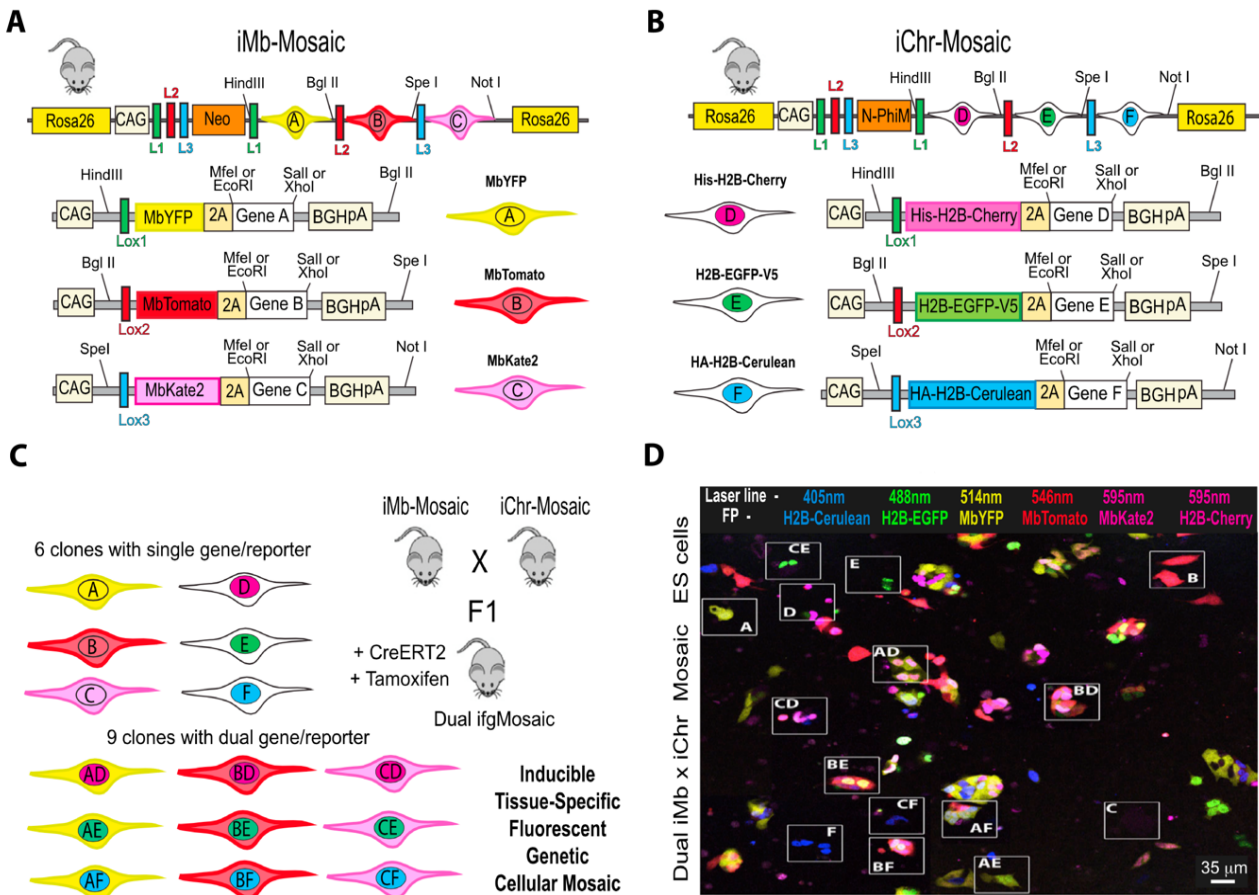 A
iMb-Mosaic
HindIII
Bgl II
Spe I
Not I
L2
Rosa26
CAG
Neo
A
B
C
Rosa26
L1
L3
L1
L2
L3
HindIII
MfeI or
EcoRI
SalI or
XhoI
Bgl II
CAG
MbYFP
2A
Gene A
BGHpA
Lox1
MbYFP
A
Bgl II
MfeI or
EcoRI
SalI or
XhoI
Spe I
CAG
MbTomato
2A
Gene B
BGHpA
Lox2
MbTomato
B
SpeI
MfeI or
EcoRI
SalI or
XhoI
Not I
CAG
MbKate2
2A
Gene C
BGHpA
Lox3
MbKate2
C
B
iChr-Mosaic
HindIII
Bgl II
Spe I
Not I
L2
Rosa26
CAG
N-PhiM
D
E
F
Rosa26
L1
L3
L1
L2
L3
His-H2B-Cherry
D
HindIII
MfeI or
EcoRI
SalI or
XhoI
Bgl II
CAG
His-H2B-Cherry
2A
Gene D
BGHpA
Lox1
H2B-EGFP-V5
E
Bgl II
MfeI or
EcoRI
SalI or
XhoI
Spe I
CAG
H2B-EGFP-V5
2A
Gene E
BGHpA
Lox2
HA-H2B-Cerulean
F
SpeI
MfeI or
EcoRI
SalI or
XhoI
Not I
CAG
HA-H2B-Cerulean
2A
Gene F
BGHpA
Lox3
C
iMb-Mosaic
iChr-Mosaic
X
F1
+ CreERT2
+ Tamoxifen
Dual ifgMosaic
6 clones with single gene/reporter
A
D
B
E
C
F
9 clones with dual gene/reporter
AD
BD
CD
AE
BE
CE
AF
BF
CF
Inducible
Tissue-Specific
Fluorescent
Genetic
Cellular Mosaic
D
Dual iMb x iChr Mosaic ES cells
Laser line -
FP -
405nm
H2B-Cerulean
488nm
H2B-EGFP
514nm
MbYFP
546nm
MbTomato
595nm
MbKate2
595nm
H2B-Cherry
CE
E
B
D
A
AD
CD
BD
BE
CF
AF
C
F
BF
AE
35 µm